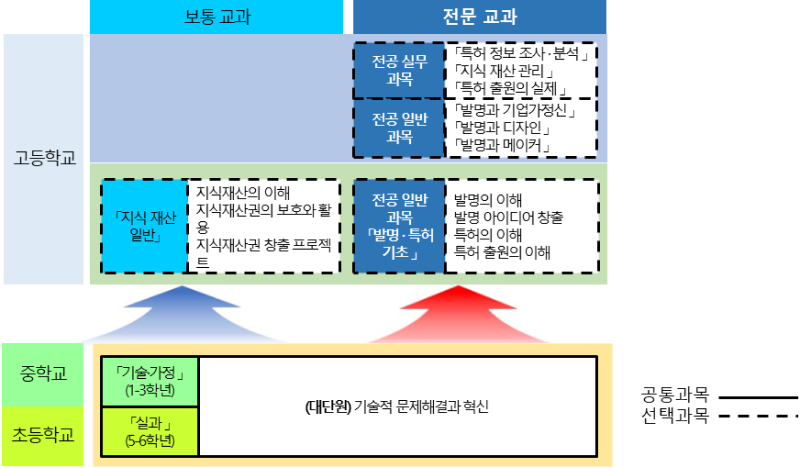 보통 교과
전문 교과
고등학교
전공 실무
과목
「특허 정보 조사·분석」
「지식 재산 관리」
「특허 출원의 실제」
전공 일반
과목
「발명과 기업가정신」
「발명과 디자인」
「발명과 메이커」
「지식 재산
일반」
지식재산의 이해
지식재산권의 보호와 활
용
지식재산권 창출 프로젝
트
전공 일반
과목
「발명·특허
기초」
발명의 이해
발명 아이디어 창출
특허의 이해
특허 출원의 이해
중학교
「기술·가정」
(1-3학년)
초등학교
「실과」
(5-6학년)
(대단원) 기술적 문제해결과 혁신
공통과목
선택과목